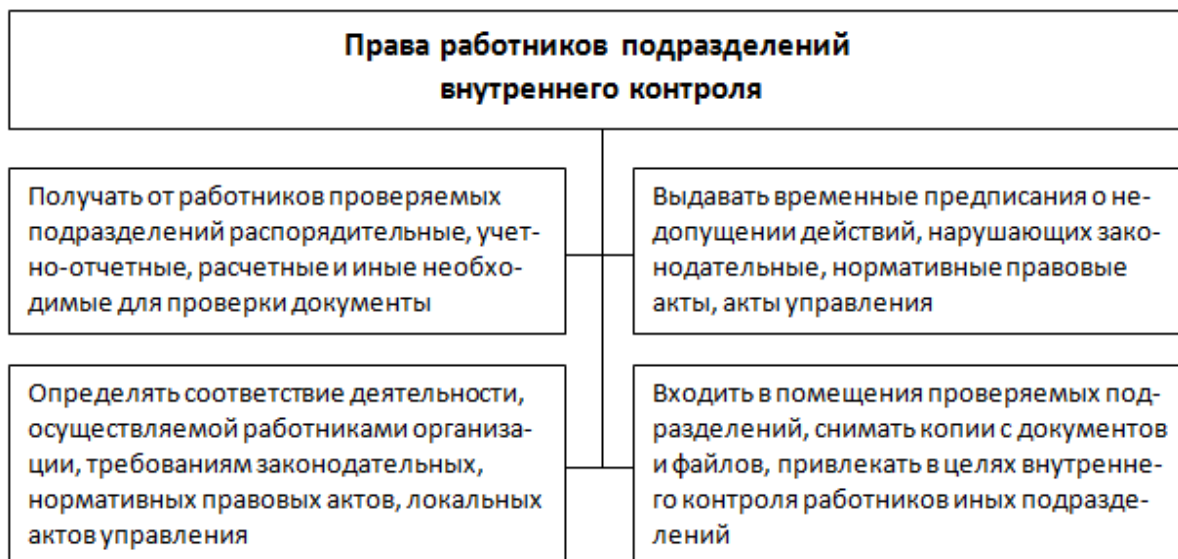 Права работников подразделений
внутреннего контроля
Получать от работников проверяемых
подразделений распорядительные, учет-
но-отчетные, расчетные и иные необхо-
димые для проверки документы
Выдавать временные предписания о не-
допущении действий, нарушающих зако-
нодательные, нормативные правовые
акты, акты управления
Определять соответствие деятельности,
осуществляемой работниками организа-
ции, требованиям законодательных,
нормативных правовых актов, локальных
актов управления
Входить в помещения проверяемых под-
разделений, снимать копии с документов
и файлов, привлекать в целях внутренне-
го контроля работников иных подразде-
лений